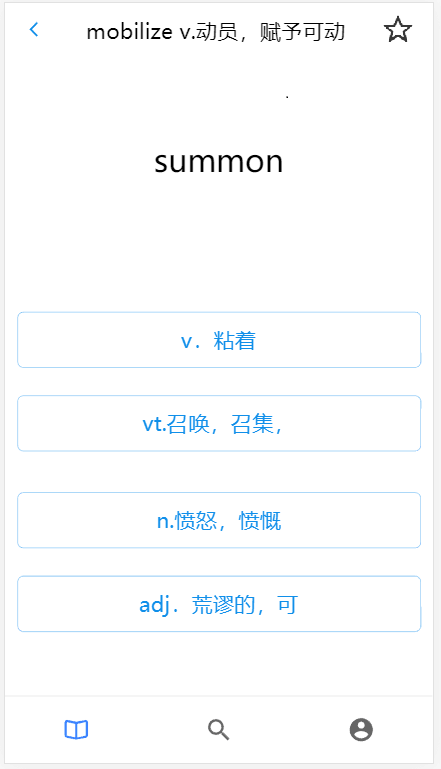 mobilize v.动员，赋予可动
summon
v．粘着
vt.召唤，召集，
n.愤怒，愤慨
adj．荒谬的，可